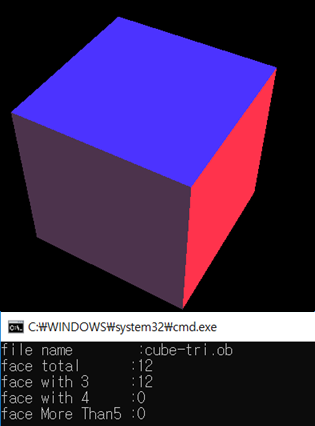 C:₩WINDOWS₩system32₩cmd.exe
file name :cube-tri.ob
face total :12
face with 3 :12
face with 4 :0
face More Than5 :0